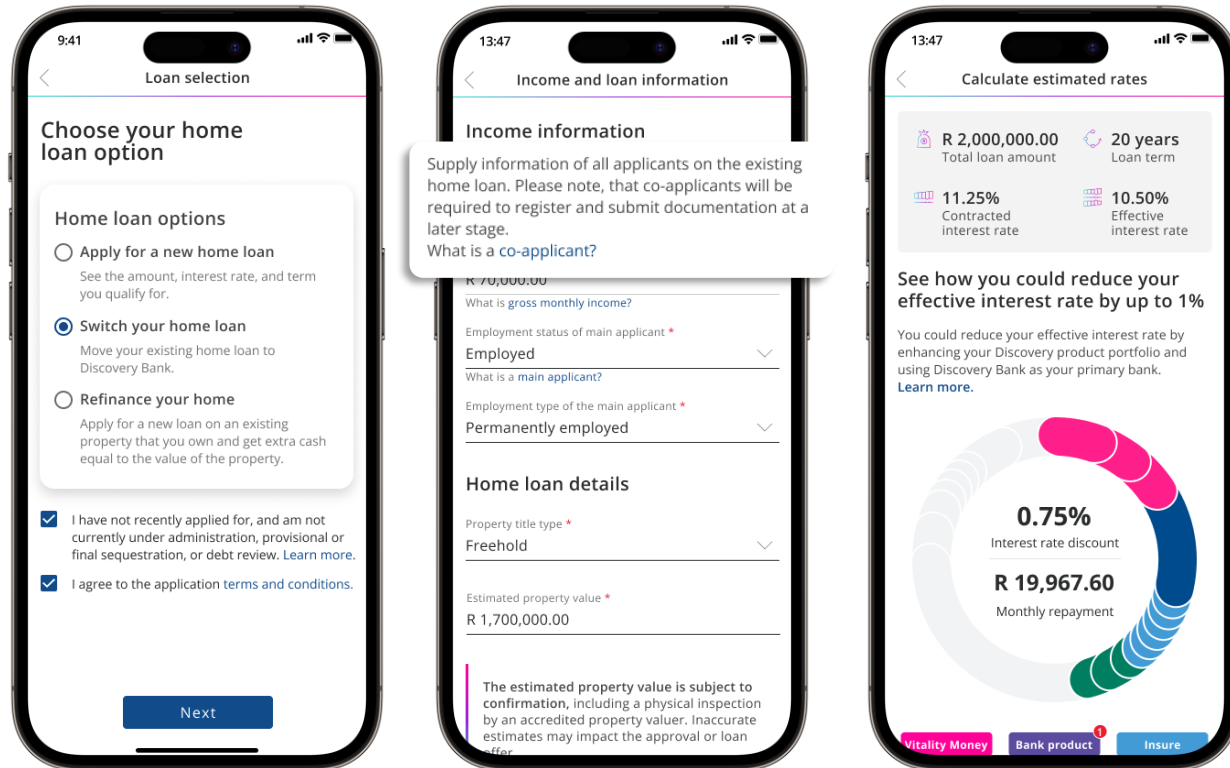 9:41
Loan selection
Choose your home
loan option
Home loan options
Apply for a new home loan
See the amount, interest rate, and term
you qualify for.
Switch your home loan
Move your existing home loan to
Discovery Bank.
Refinance your home
Apply for a new loan on an existing
property that you own and get extra cash
equal to the value of the property.
I have not recently applied for, and am not
currently under administration, provisional or
final sequestration, or debt review. Learn more.
I agree to the application terms and conditions.
Next
13:47
Income and loan information
Income information
Supply information of all applicants on the existing
home loan. Please note, that co-applicants will be
required to register and submit documentation at a
later stage.
What is a co-applicant?
R 70,000.00
What is gross monthly income?
Employment status of main applicant *
Employed
What is a main applicant?
Employment type of the main applicant *
Permanently employed
Home loan details
Property title type *
Freehold
Estimated property value *
R 1,700,000.00
The estimated property value is subject to
confirmation, including a physical inspection
by an accredited property valuer. Inaccurate
estimates may impact the approval or loan
offer
13:47
Calculate estimated rates
R 2,000,000.00
Total loan amount
20 years
Loan term
11.25%
Contracted
interest rate
10.50%
Effective
interest rate
See how you could reduce your
effective interest rate by up to 1%
You could reduce your effective interest rate by
enhancing your Discovery product portfolio and
using Discovery Bank as your primary bank.
Learn more.
0.75%
Interest rate discount
R 19,967.60
Monthly repayment
Vitality Money
Bank product
1
Insure